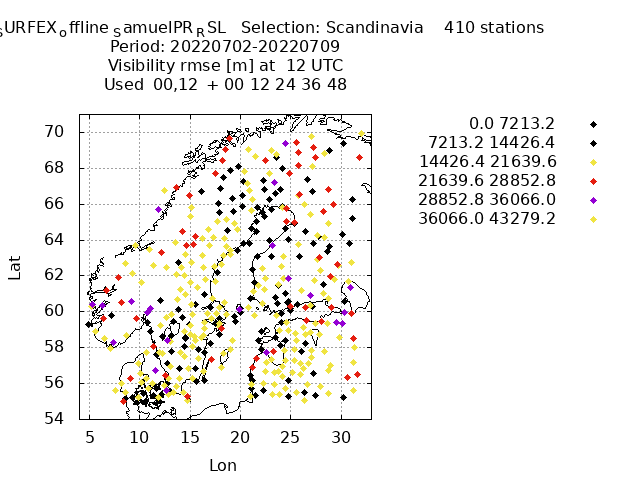 SURFEXoffline SamuelPRRSL Selection: Scandinavia 410 stations
Period: 20220702-20220709
Visibility rmse [m] at 12 UTC
Used 00,12 + 00 12 24 36 48
0.0 7213.2
7213.2 14426.4
14426.4 21639.6
21639.6 28852.8
28852.8 36066.0
36066.0 43279.2
70
68
66
64
62
60
58
56
54
Lat
5 10 15 20 25 30
Lon